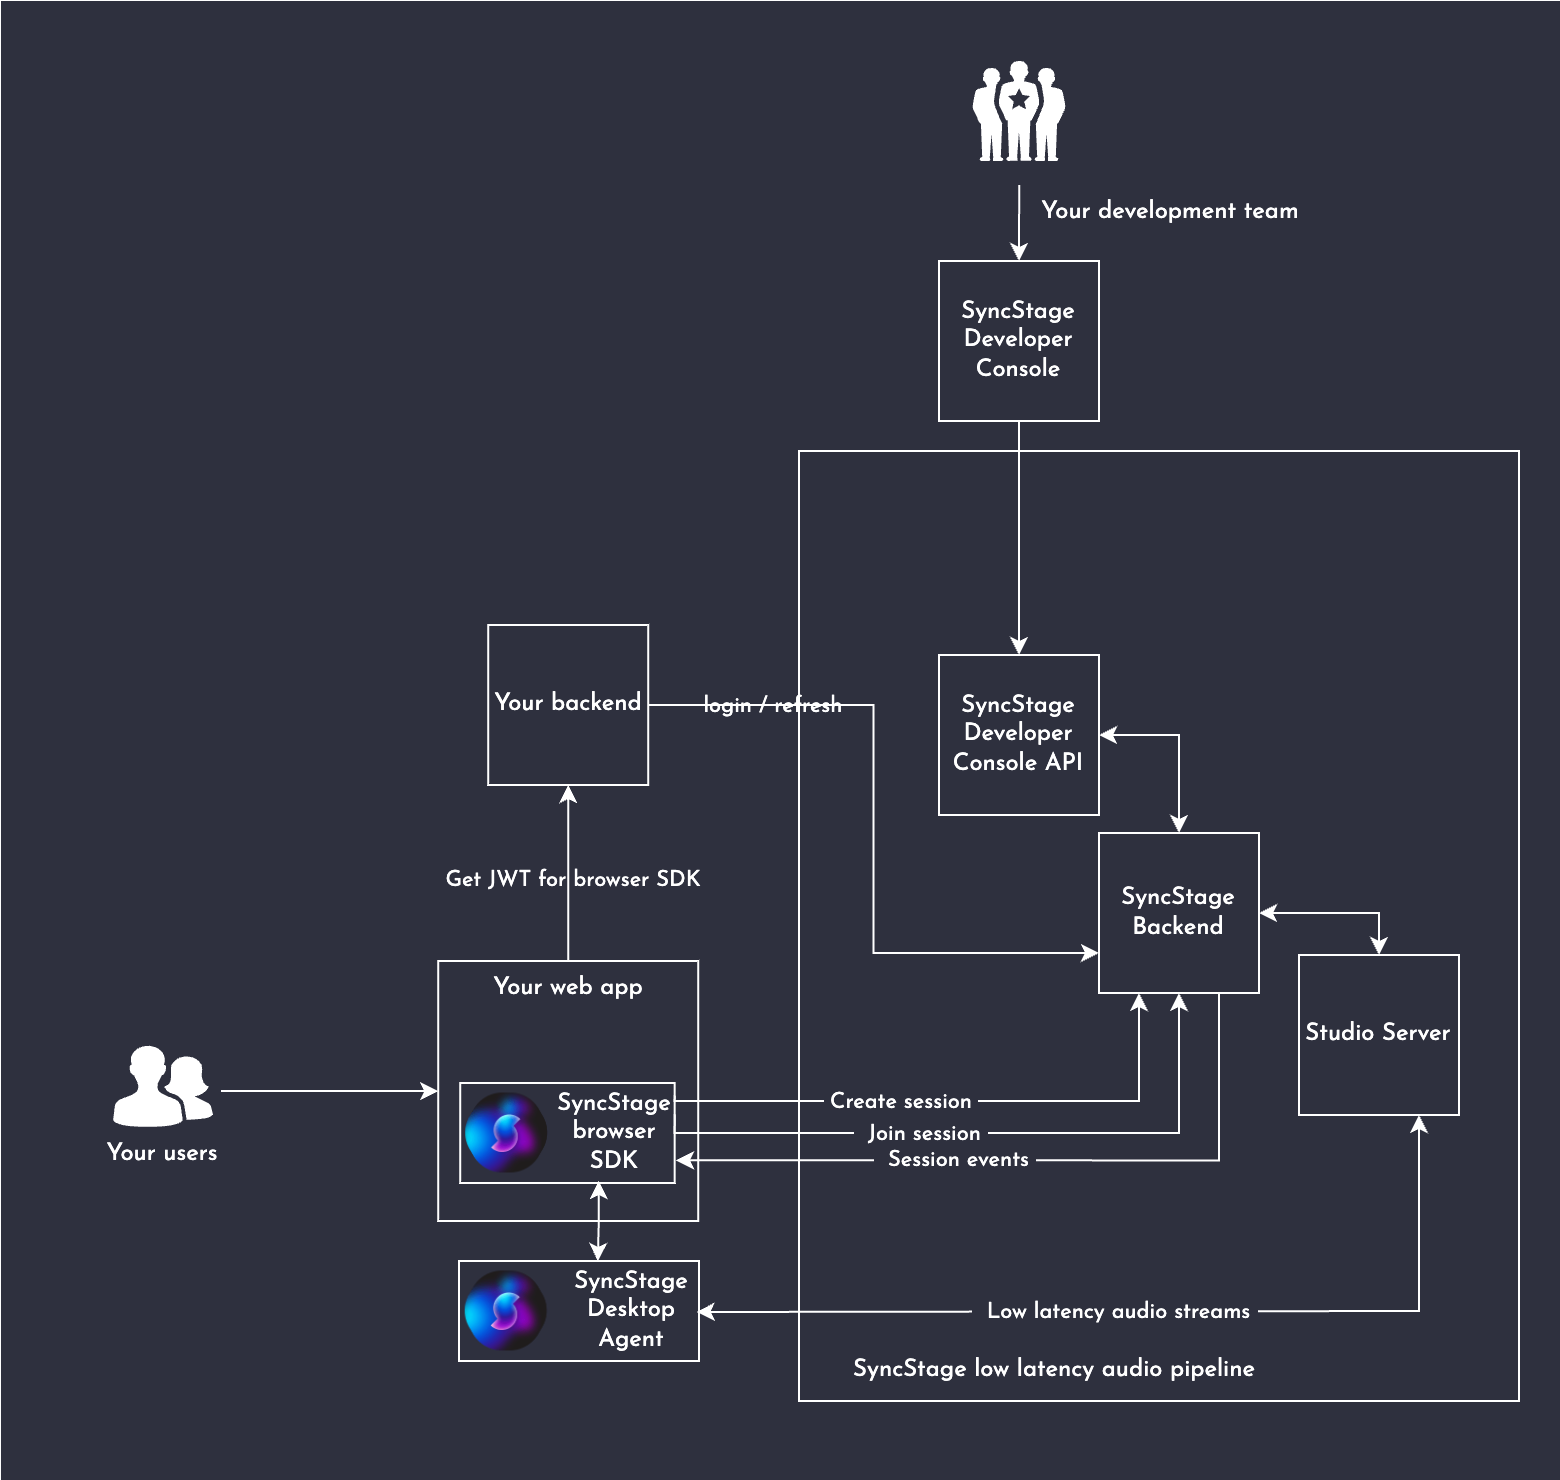 Your development team
SyncStage
Developer
Console
Your backend
login / refresh
SyncStage
Developer
Console API
Get JWT for browser SDK
SyncStage
Backend
Your web app
Studio Server
SyncStage
browser
SDK
Create session
Join session
Session events
Your users
SyncStage
Desktop
Agent
Low latency audio streams
SyncStage low latency audio pipeline